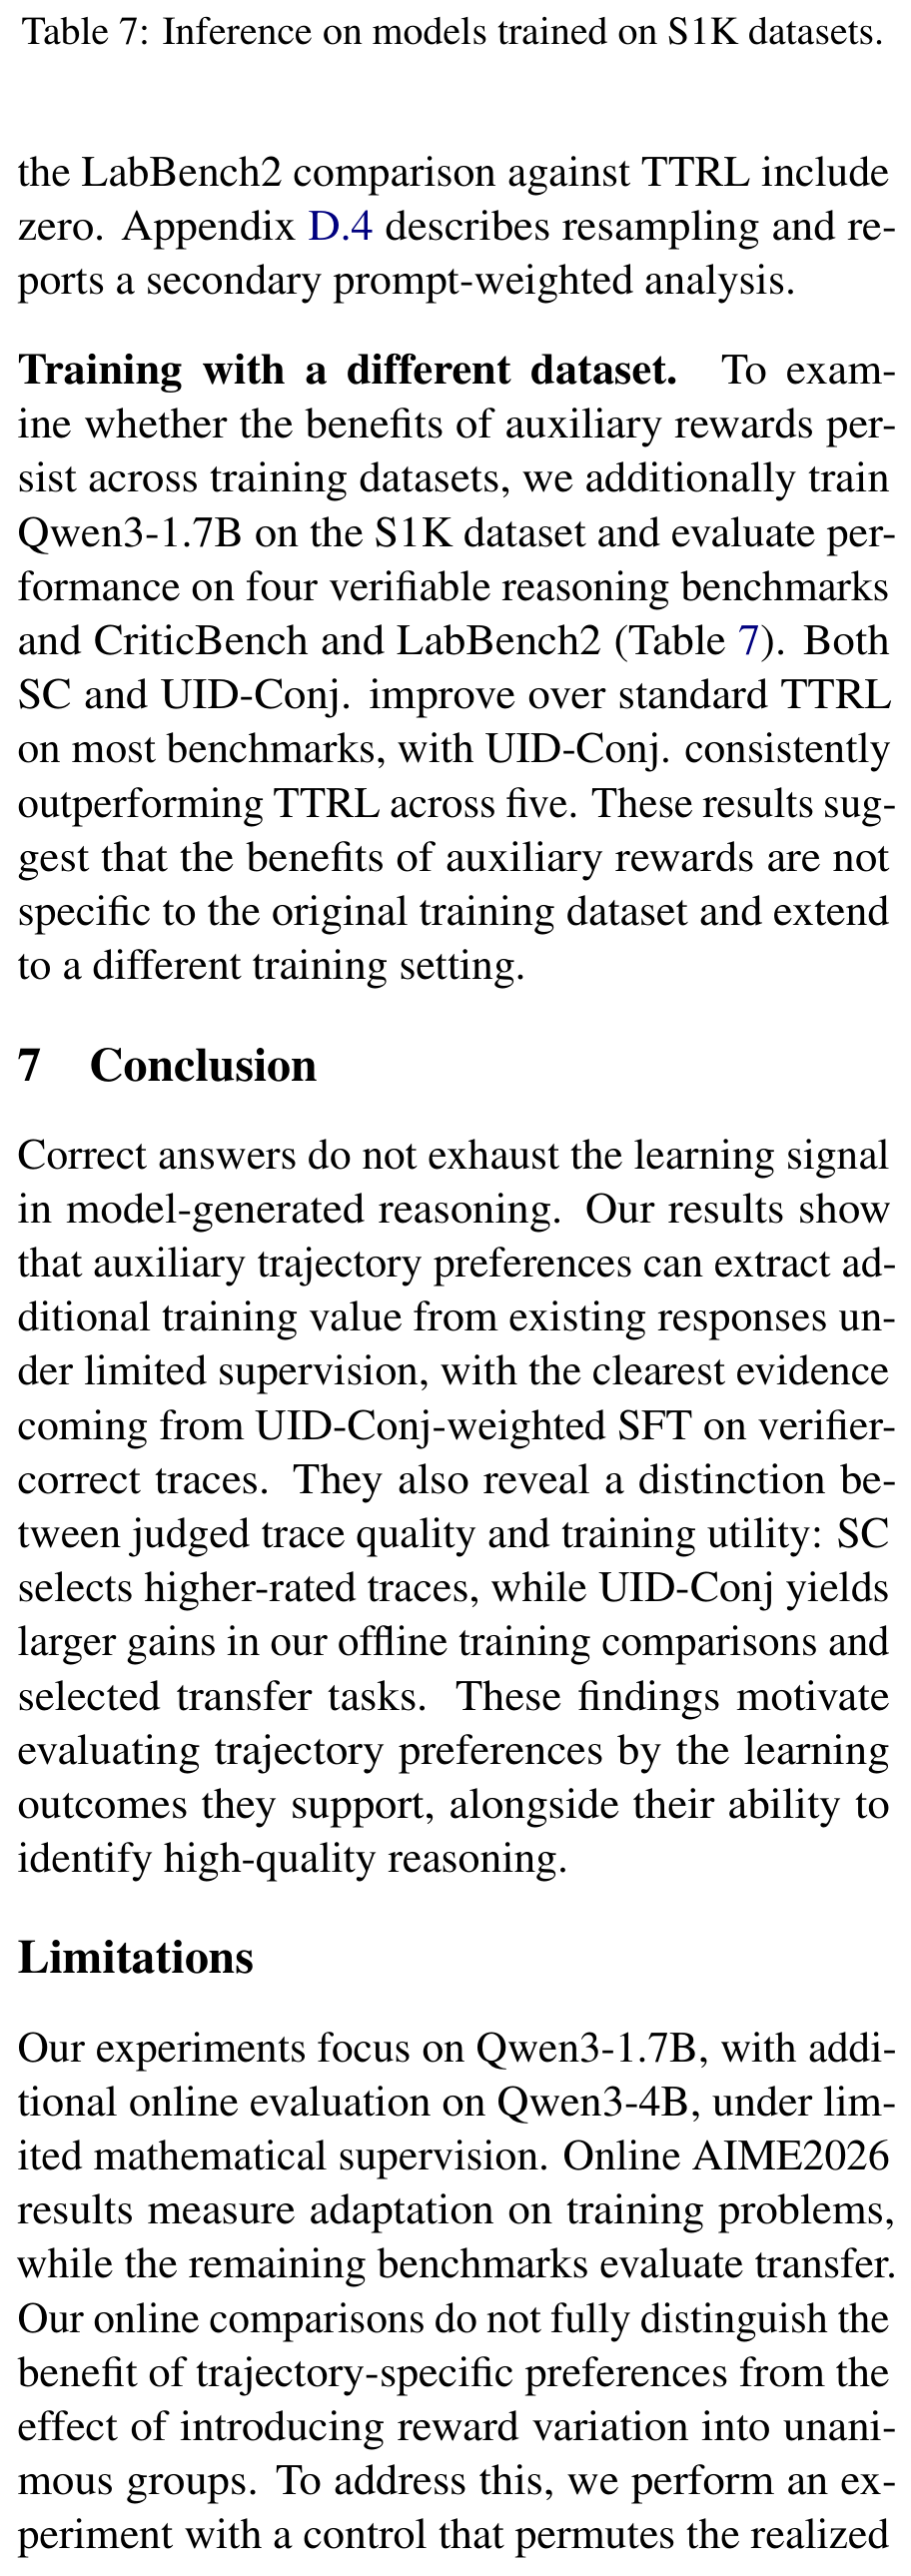 Table 7: Inference on models trained on S1K datasets.
the LabBench2 comparison against TTRL include
zero. Appendix D.4 describes resampling and re-
ports a secondary prompt-weighted analysis.
Training with a different dataset. To exam-
ine whether the benefits of auxiliary rewards per-
sist across training datasets, we additionally train
Qwen3-1.7B on the S1K dataset and evaluate per-
formance on four verifiable reasoning benchmarks
and CriticBench and LabBench2 (Table 7). Both
SC and UID-Conj. improve over standard TTRL
on most benchmarks, with UID-Conj. consistently
outperforming TTRL across five. These results sug-
gest that the benefits of auxiliary rewards are not
specific to the original training dataset and extend
to a different training setting.
7 Conclusion
Correct answers do not exhaust the learning signal
in model-generated reasoning. Our results show
that auxiliary trajectory preferences can extract ad-
ditional training value from existing responses un-
der limited supervision, with the clearest evidence
coming from UID-Conj-weighted SFT on verifier-
correct traces. They also reveal a distinction be-
tween judged trace quality and training utility: SC
selects higher-rated traces, while UID-Conj yields
larger gains in our offline training comparisons and
selected transfer tasks. These findings motivate
evaluating trajectory preferences by the learning
outcomes they support, alongside their ability to
identify high-quality reasoning.
Limitations
Our experiments focus on Qwen3-1.7B, with addi-
tional online evaluation on Qwen3-4B, under lim-
ited mathematical supervision. Online AIME2026
results measure adaptation on training problems,
while the remaining benchmarks evaluate transfer.
Our online comparisons do not fully distinguish the
benefit of trajectory-specific preferences from the
effect of introducing reward variation into unani-
mous groups. To address this, we perform an ex-
periment with a control that permutes the realized